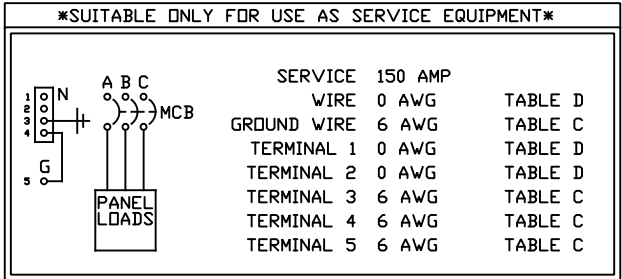 *SUITABLE ONLY FOR USE AS SERVICE EQUIPMENT*
SERVICE 150 AMP
WIRE 0 AWG TABLE D
GROUND WIRE 6 AWG TABLE C
TERMINAL 1 0 AWG TABLE D
TERMINAL 2 0 AWG TABLE D
TERMINAL 3 6 AWG TABLE C
TERMINAL 4 6 AWG TABLE C
TERMINAL 5 6 AWG TABLE C
A B C
N
1
2
3
4
MCB
G
5
PANEL
LOADS